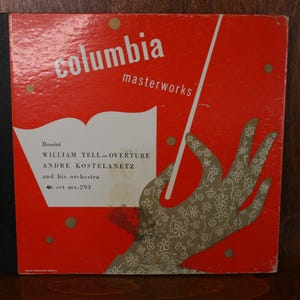 columbia
masterworks
Rossini
WILLIAM TELL—OVERTURE
ANDRE KOSTELANETZ
and his orchestra
set mx-293